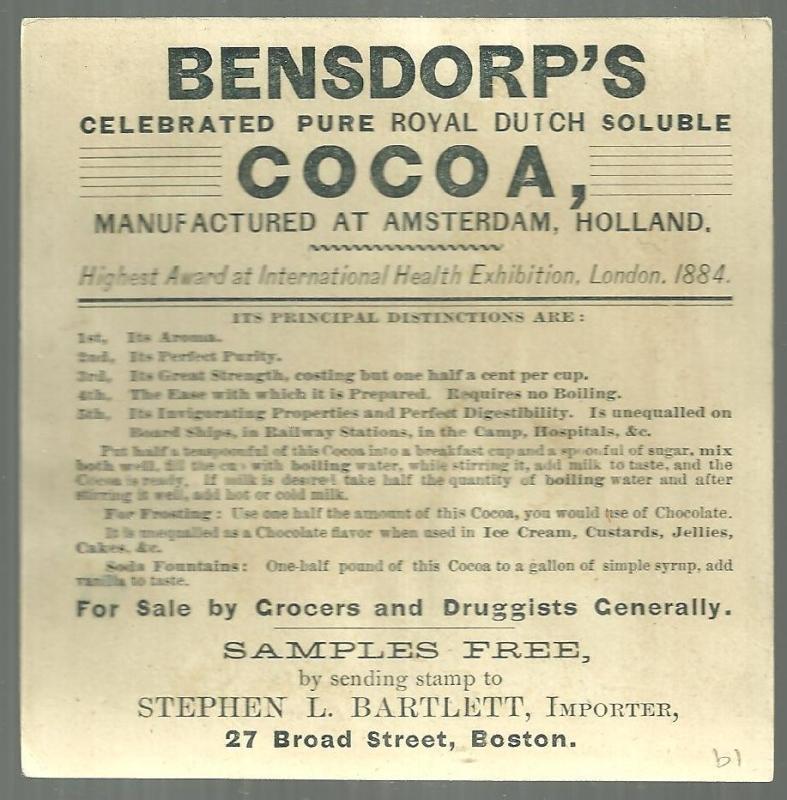 BENSDORP'S
CELEBRATED PURE ROYAL DUTCH SOLUBLE
COCOA,
MANUFACTURED AT AMSTERDAM, HOLLAND.
Highest Award at International Health Exhibition, London, 1884.
ITS PRINCIPAL DISTINCTIONS ARE:
1st, Its Aroma.
2nd, Its Perfect Purity.
3rd, Its Great Strength, costing but one half a cent per cup.
4th, The Ease with which it is Prepared. Requires no Boiling.
5th, Its Invigorating Properties and Perfect Digestibility. Is unequalled on
Board Ships, in Railway Stations, in the Camp, Hospitals, &c.
Put half a teaspoonful of this Cocoa into a breakfast cup and a spoonful of sugar, mix
both well, fill the cup with boiling water, while stirring it, add milk to taste, and the
Cocoa is ready. If milk is desired take half the quantity of boiling water and after
stirring it well, add hot or cold milk.
For Frosting: Use one half the amount of this Cocoa, you would use of Chocolate.
It is unequalled as a Chocolate flavor when used in Ice Cream, Custards, Jellies,
Cakes, &c.
Soda Fountains: One-half pound of this Cocoa to a gallon of simple syrup, add
vanilla to taste.
For Sale by Grocers and Druggists Generally.
SAMPLES FREE,
by sending stamp to
STEPHEN L. BARTLETT, IMPORTER,
27 Broad Street, Boston.
b1